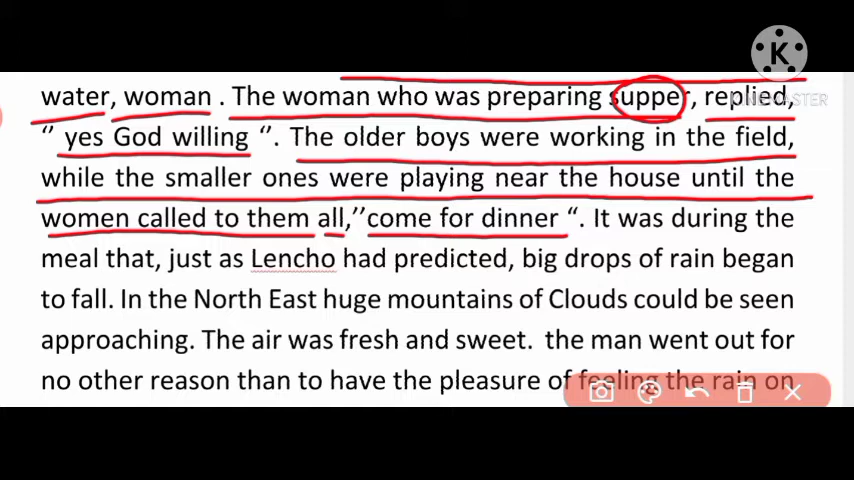 K
KINEMASTER
water, woman . The woman who was preparing supper, replied,
‘’ yes God willing ‘’. The older boys were working in the field,
while the smaller ones were playing near the house until the
women called to them all,’’come for dinner “. It was during the
meal that, just as Lencho had predicted, big drops of rain began
to fall. In the North East huge mountains of Clouds could be seen
approaching. The air was fresh and sweet.  the man went out for
no other reason than to have the pleasure of feeling the rain on